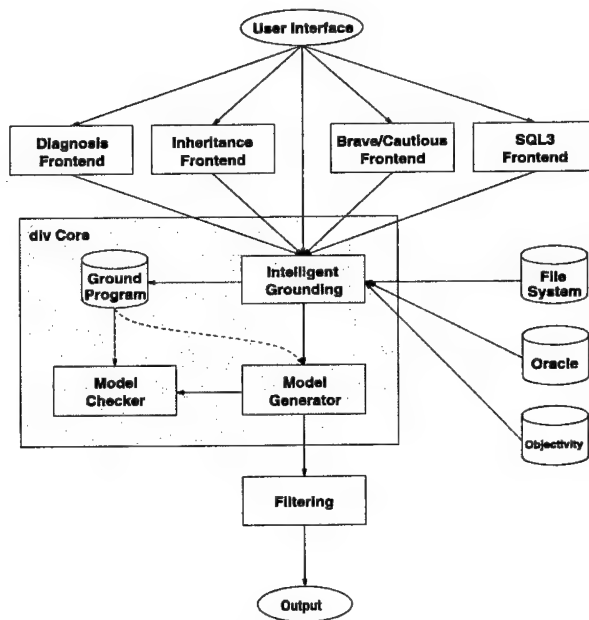 User Interface
Diagnosis
Frontend
Inheritance
Frontend
Brave/Cautious
Frontend
SQL3
Frontend
div Core
Ground
Program
Intelligent
Grounding
File
System
Oracle
Model
Checker
Model
Generator
Objectivity
Filtering
Output